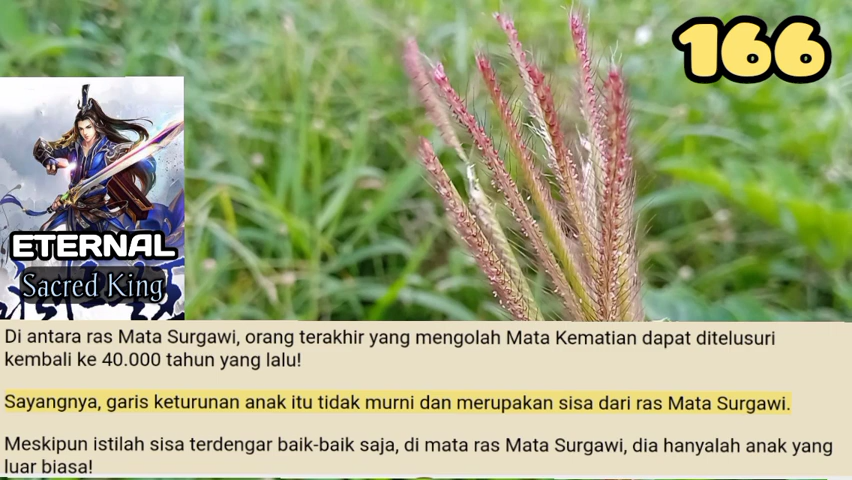 166
ETERNAL
Sacred King
Di antara ras Mata Surgawi, orang terakhir yang mengolah Mata Kematian dapat ditelusuri
kembali ke 40.000 tahun yang lalu!
Sayangnya, garis keturunan anak itu tidak murni dan merupakan sisa dari ras Mata Surgawi.
Meskipun istilah sisa terdengar baik-baik saja, di mata ras Mata Surgawi, dia hanyalah anak yang
luar biasa!